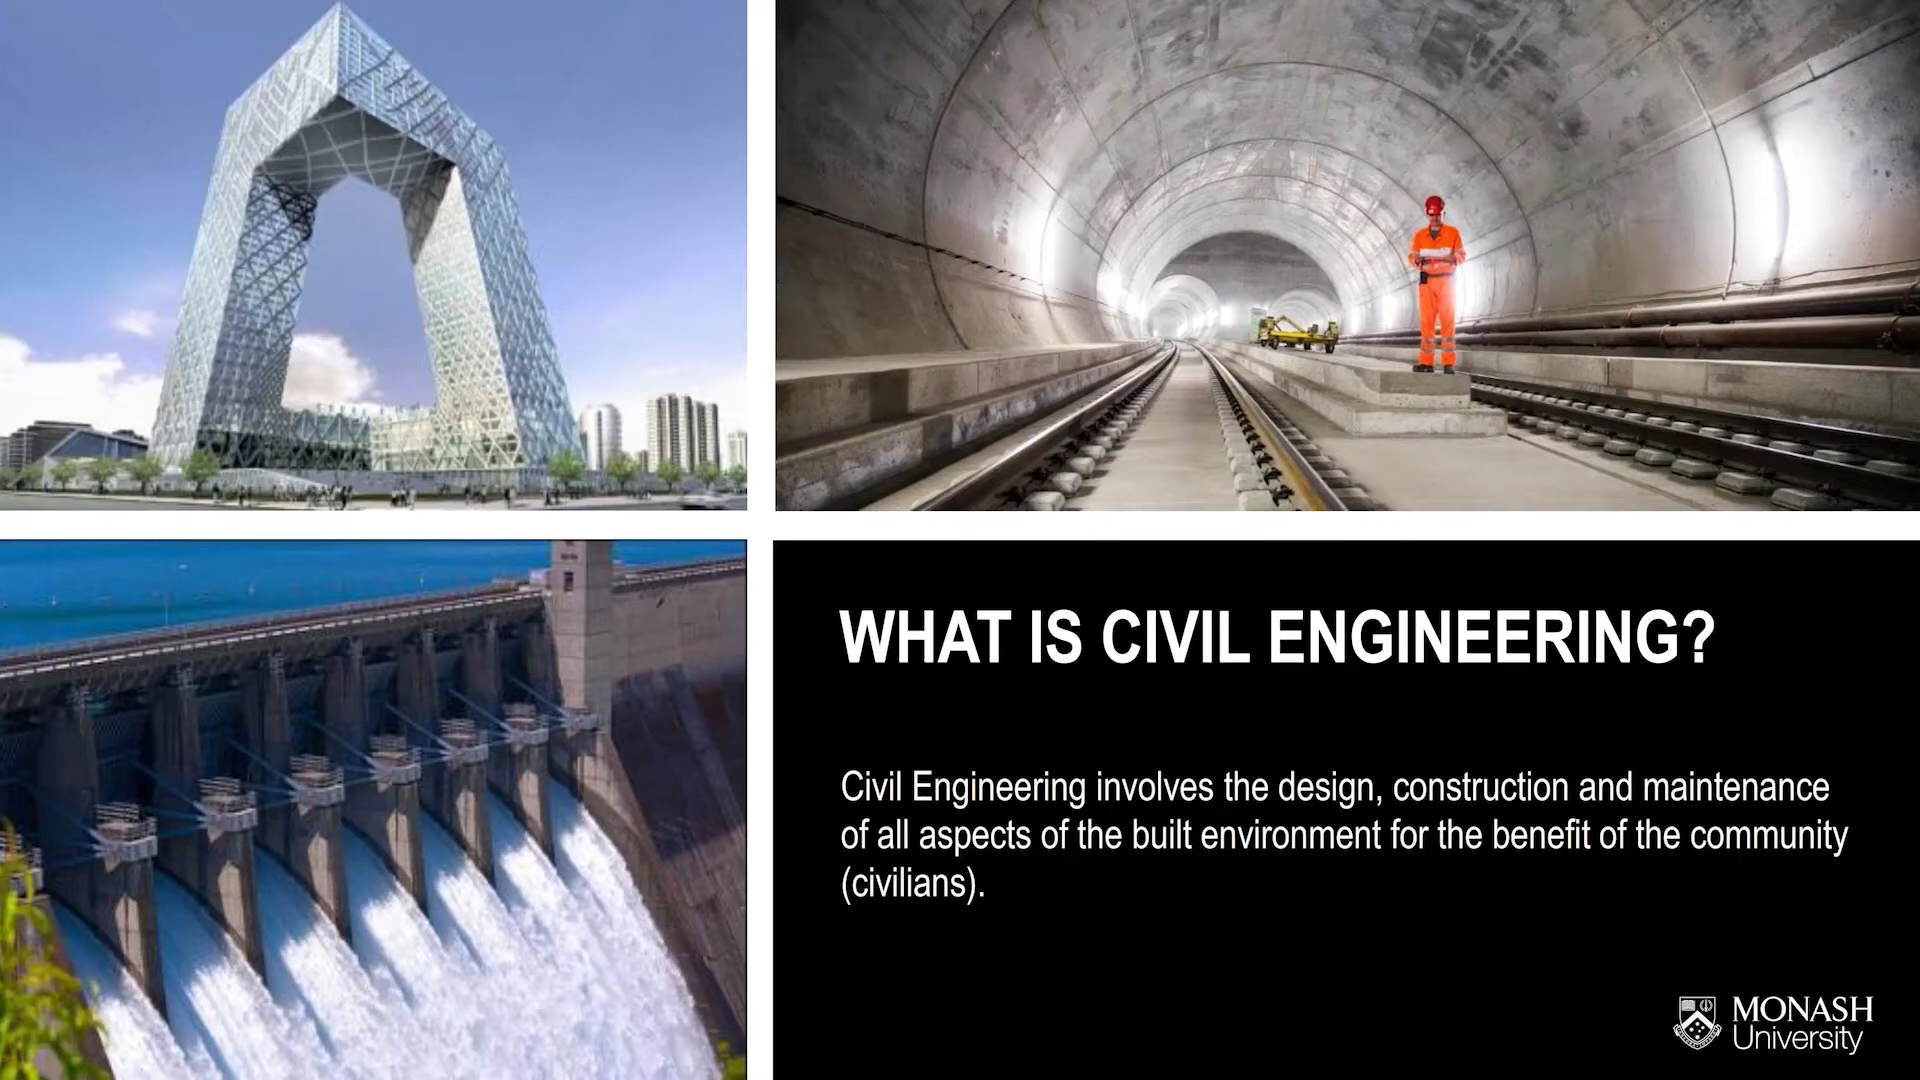 WHAT IS CIVIL ENGINEERING?
Civil Engineering involves the design, construction and maintenance
of all aspects of the built environment for the benefit of the community
(civilians).
MONASH
University